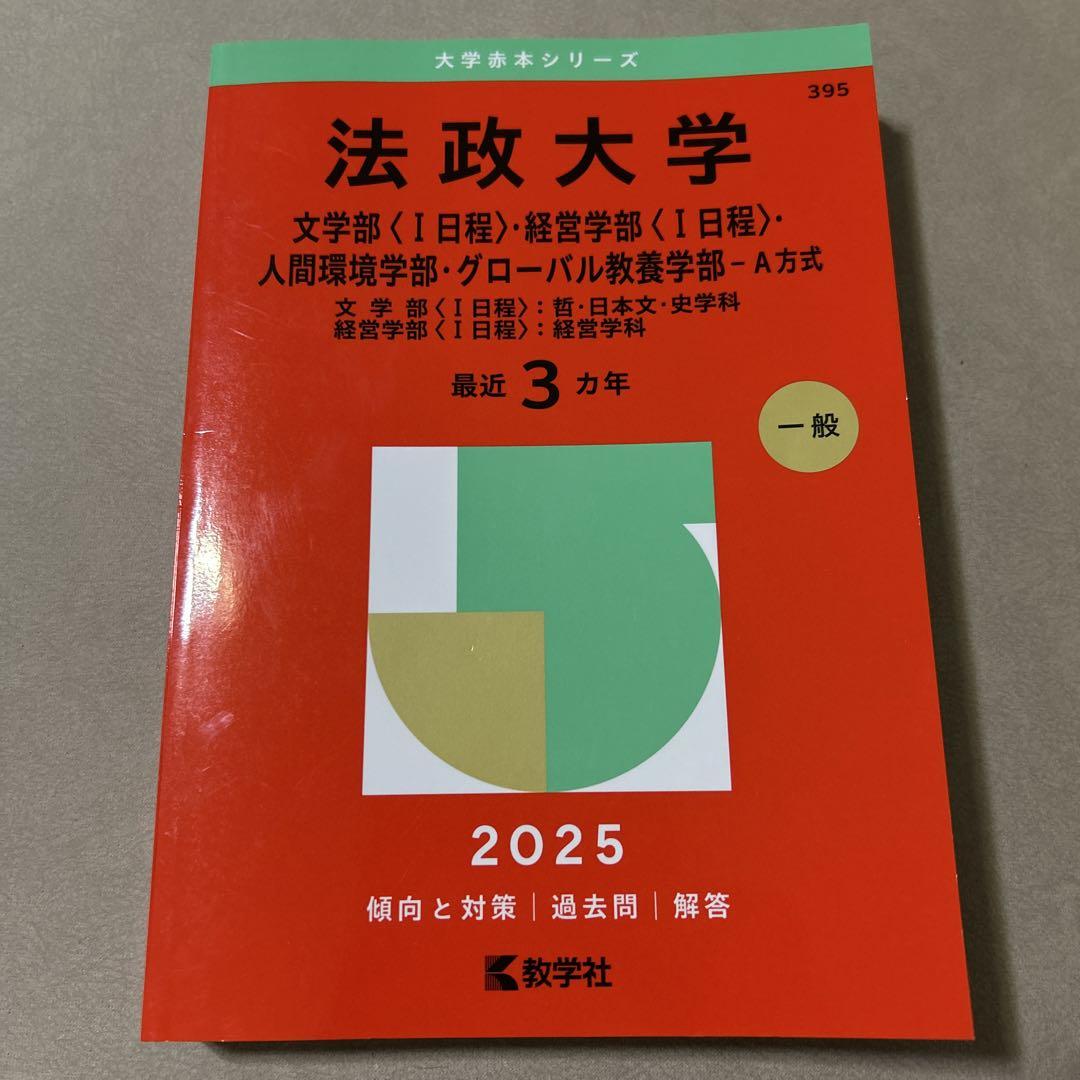 大学赤本シリーズ
395
法政大学
文学部〈Ⅰ日程〉・経営学部〈Ⅰ日程〉・
人間環境学部・グローバル教養学部−A方式
文学部〈Ⅰ日程〉：哲・日本文・史学科
経営学部〈Ⅰ日程〉：経営学科
最近3カ年
一般
2025
傾向と対策｜過去問｜解答
教学社